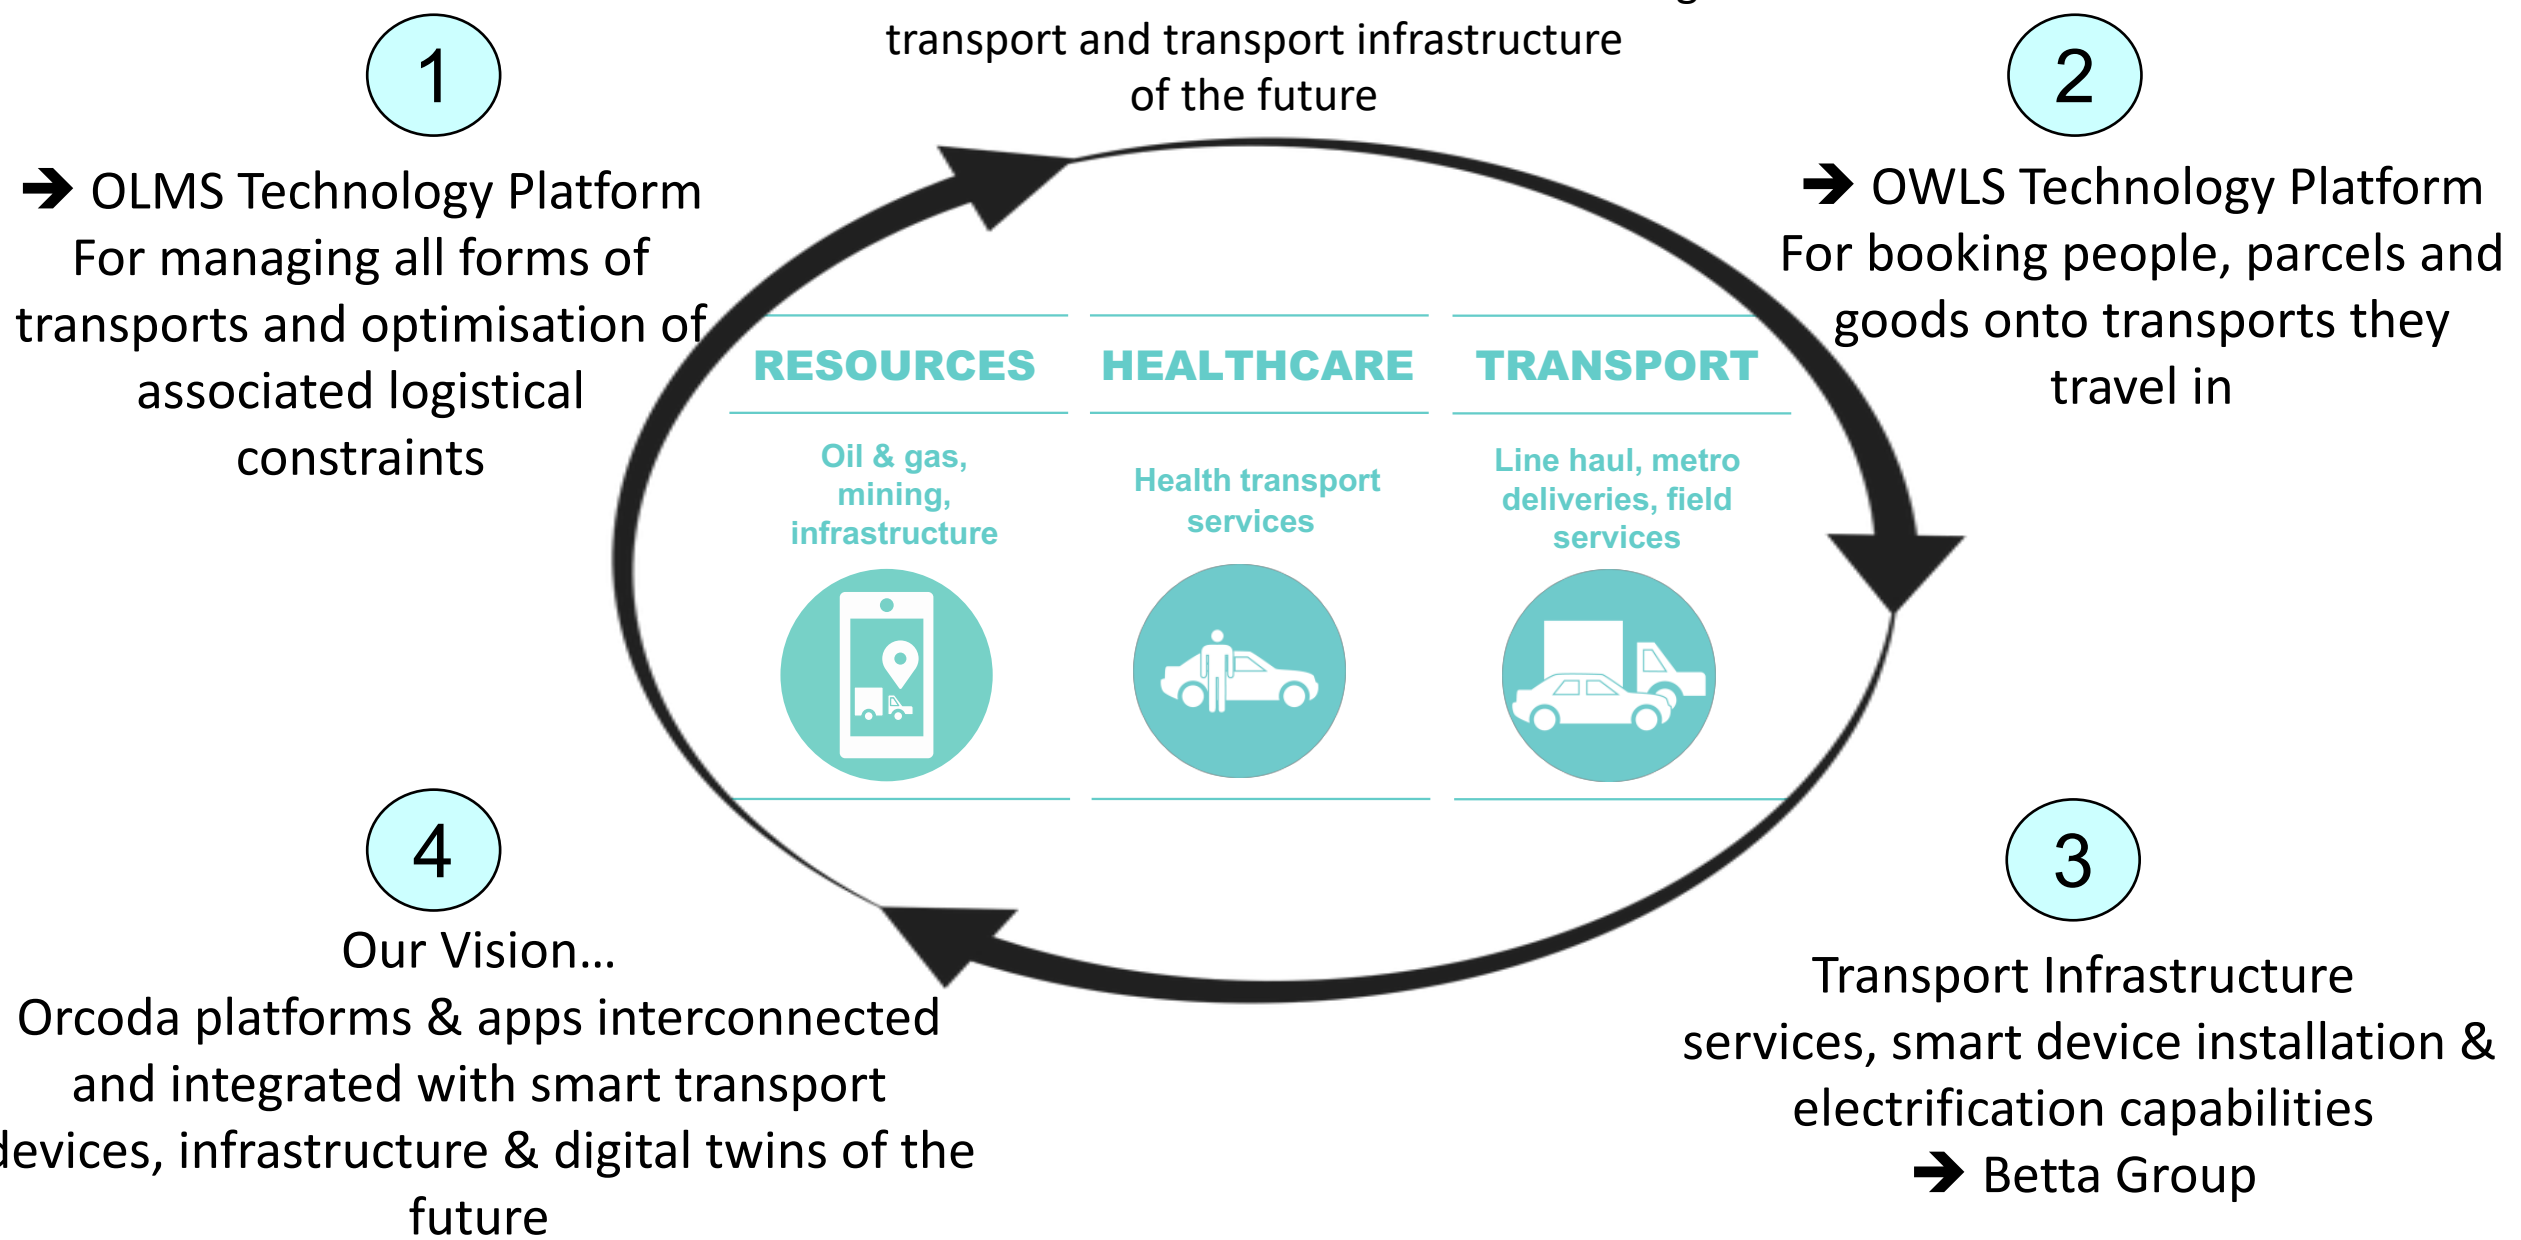 transport and transport infrastructure
of the future
1
➔ OLMS Technology Platform
For managing all forms of
transports and optimisation of
associated logistical
constraints
2
➔ OWLS Technology Platform
For booking people, parcels and
goods onto transports they
travel in
RESOURCES
Oil & gas,
mining,
infrastructure
HEALTHCARE
Health transport
services
TRANSPORT
Line haul, metro
deliveries, field
services
3
Transport Infrastructure
services, smart device installation &
electrification capabilities
➔ Betta Group
4
Our Vision...
Orcoda platforms & apps interconnected
and integrated with smart transport
devices, infrastructure & digital twins of the
future